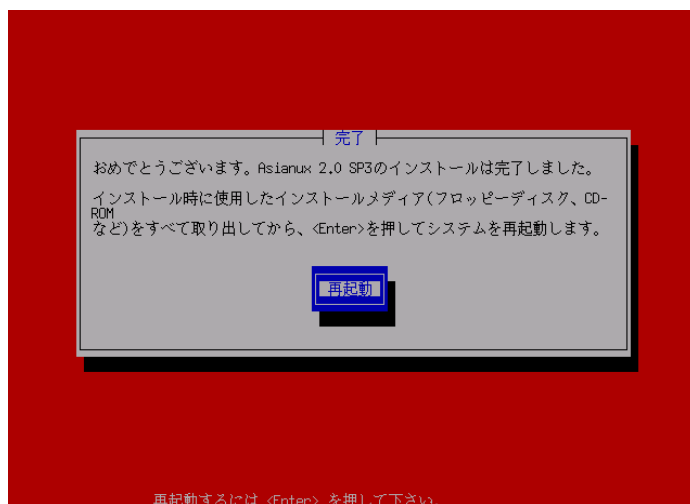 完了
おめでとうございます。Asianux 2.0 SP3のインストールは完了しました。
インストール時に使用したインストールメディア(フロッピーディスク、CD-
ROM
など)をすべて取り出してから、<Enter>を押してシステムを再起動します。
再起動
再起動するには <Enter> を押して下さい。